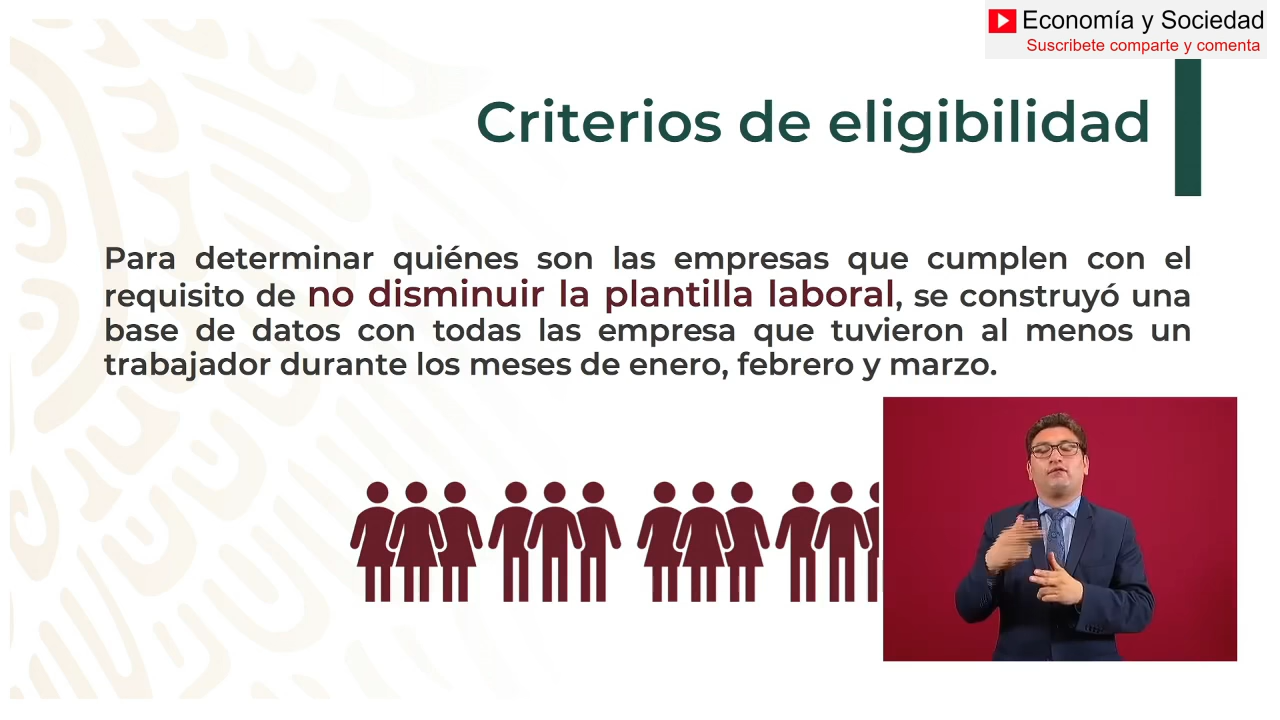 Economía y Sociedad
Suscribete comparte y comenta
Criterios de eligibilidad
Para determinar quiénes son las empresas que cumplen con el
requisito de no disminuir la plantilla laboral, se construyó una
base de datos con todas las empresa que tuvieron al menos un
trabajador durante los meses de enero, febrero y marzo.